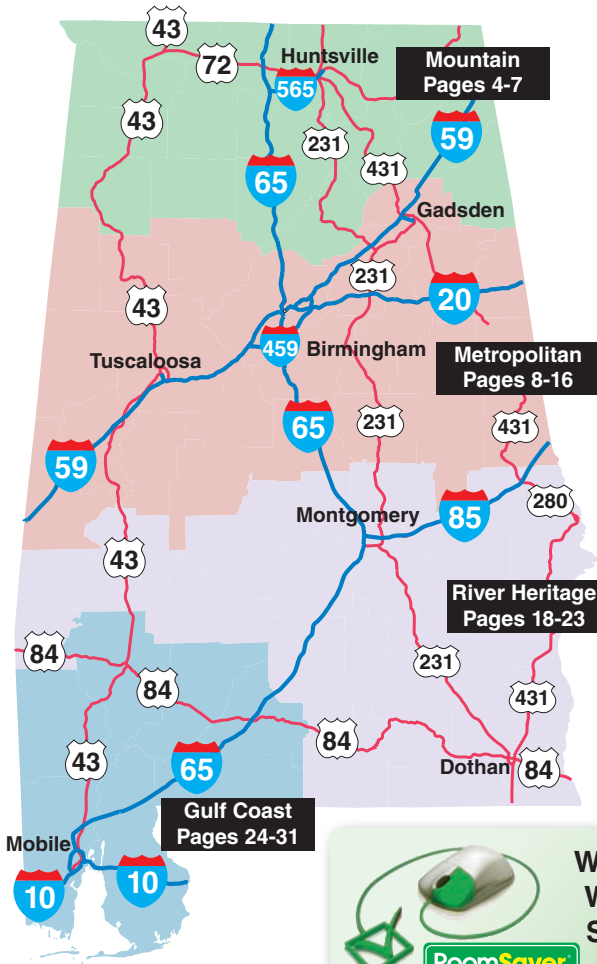 43
72
Huntsville
565
Mountain
Pages 4-7
43
231
59
65
431
Gadsden
231
20
43
459
Birmingham
Tuscaloosa
Metropolitan
Pages 8-16
65
231
431
59
280
Montgomery
85
43
River Heritage
Pages 18-23
84
231
84
431
84
43
65
Dothan
84
Gulf Coast
Pages 24-31
Mobile
10
10
W
W
S
RoomSaver